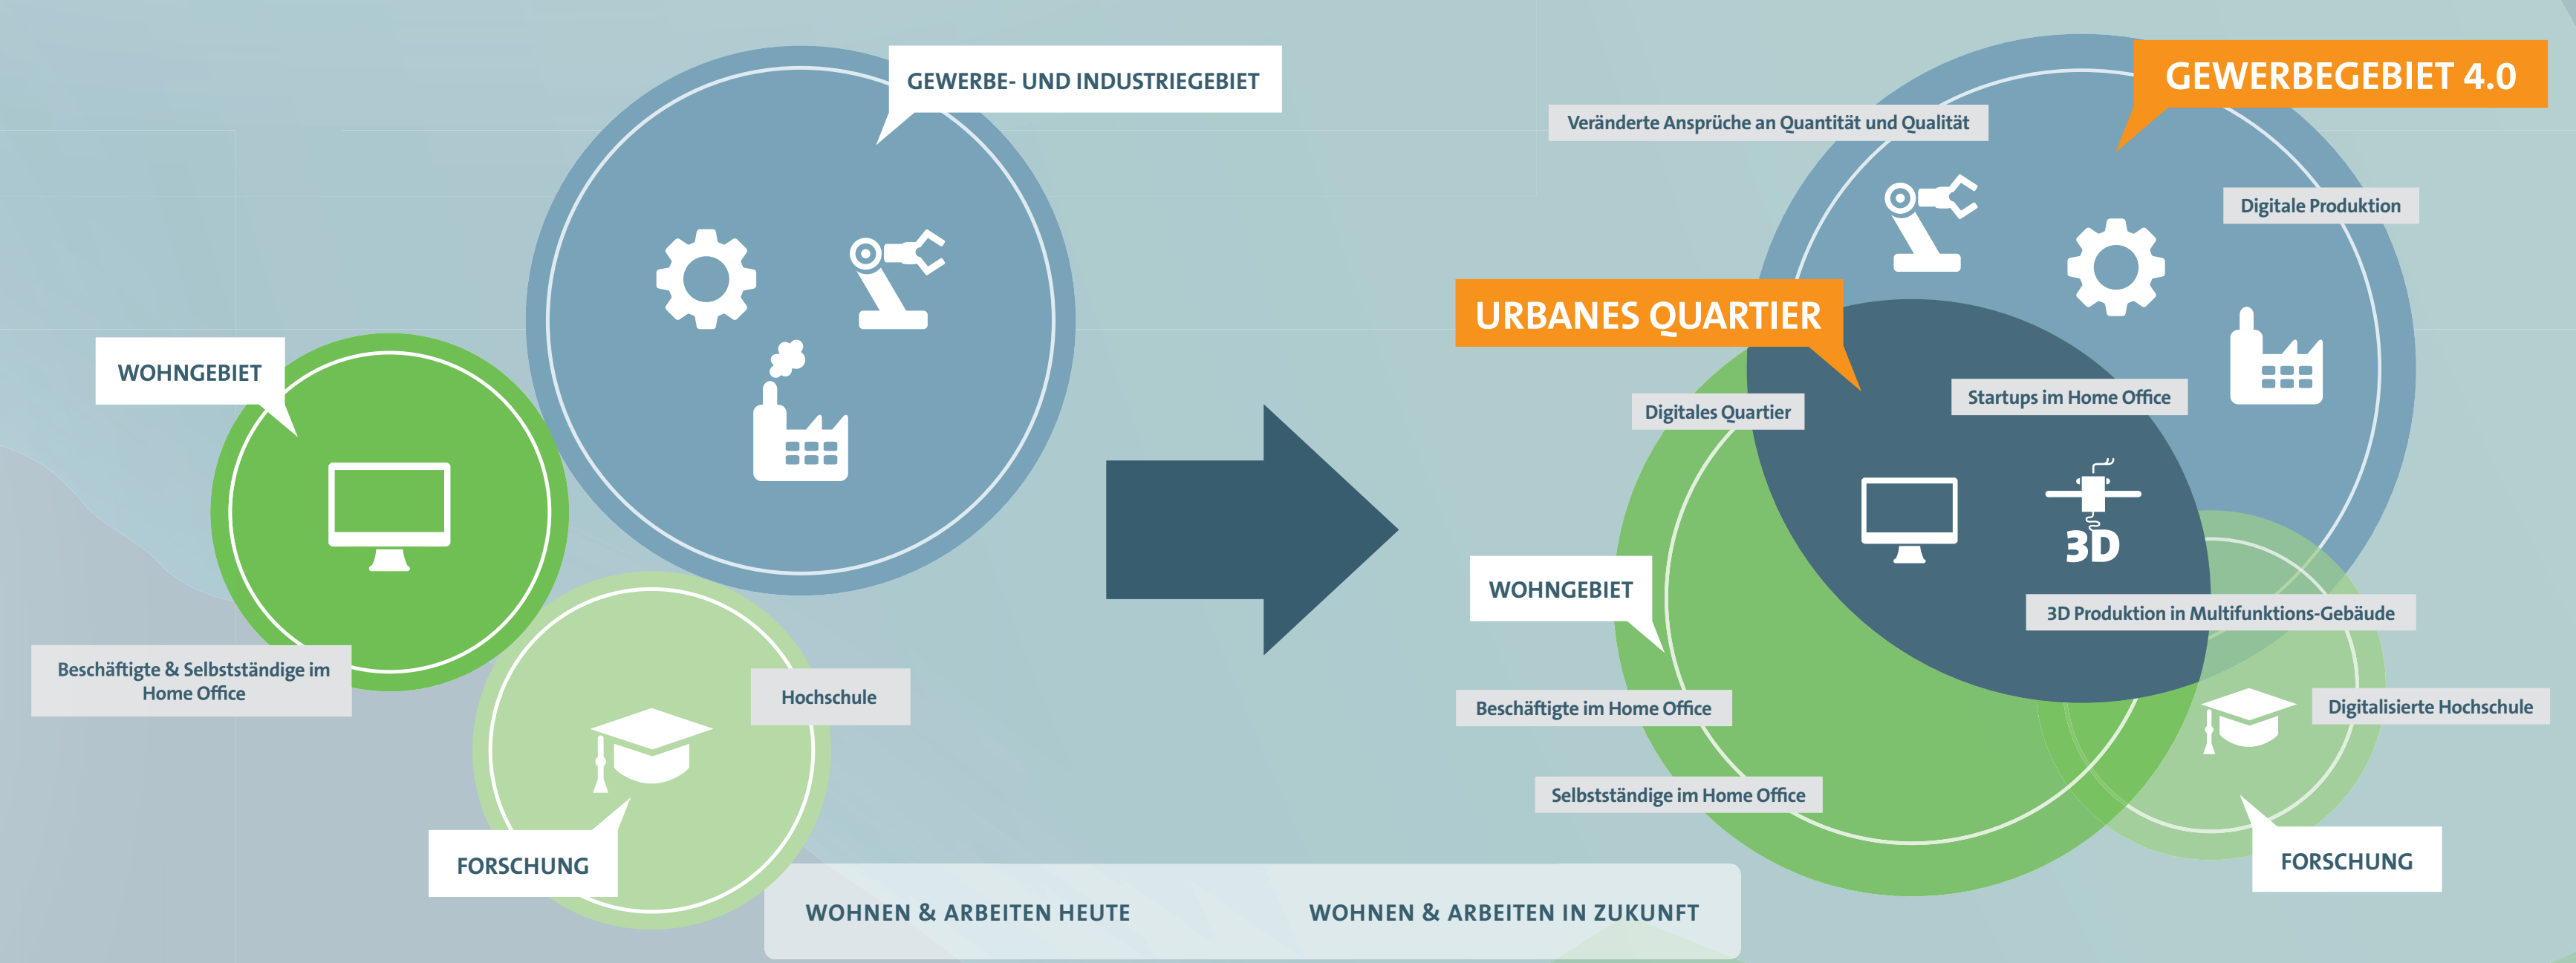 GEWERBE- UND INDUSTRIEGEBIET
WOHNGEBIET
Beschäftigte & Selbstständige im
Home Office
Hochschule
FORSCHUNG
WOHNEN & ARBEITEN HEUTE
GEWERBEGEBIET 4.0
Veränderte Ansprüche an Quantität und Qualität
Digitale Produktion
URBANES QUARTIER
Startups im Home Office
Digitales Quartier
3D
WOHNGEBIET
3D Produktion in Multifunktions-Gebäude
Beschäftigte im Home Office
Digitalisierte Hochschule
Selbstständige im Home Office
FORSCHUNG
WOHNEN & ARBEITEN IN ZUKUNFT